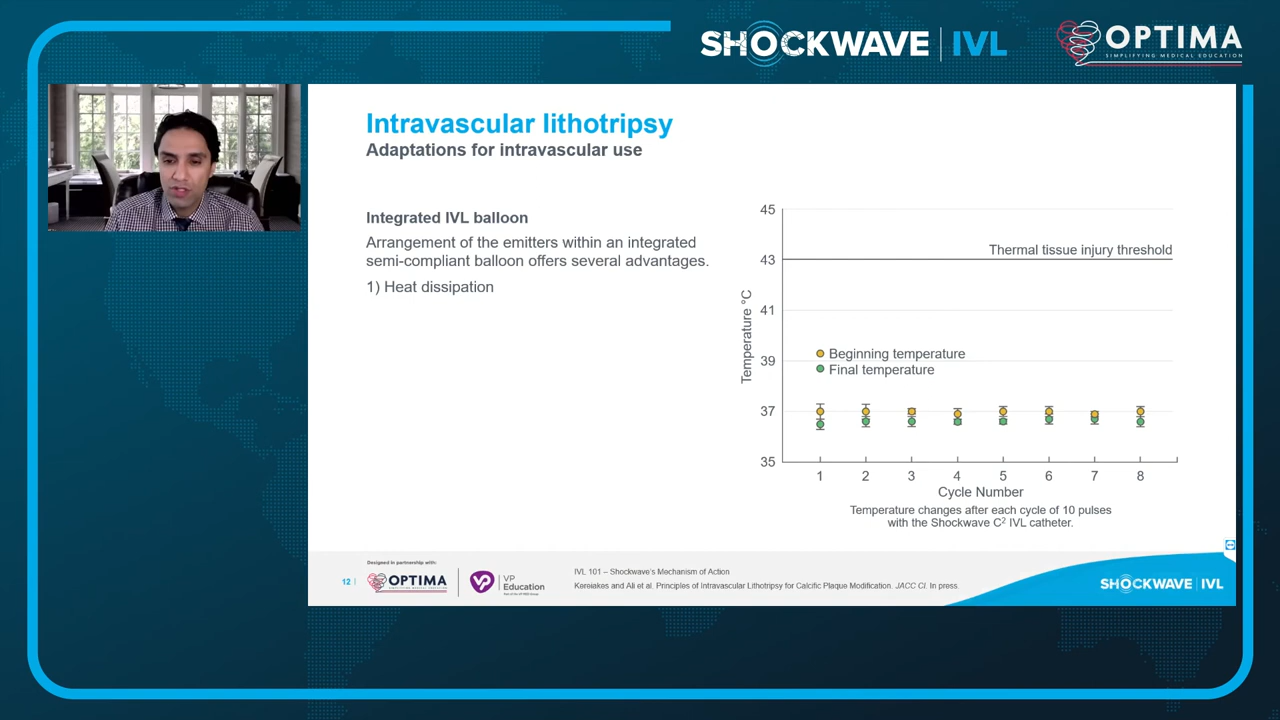 SHOCKWAVE | IVL
OPTIMA
SIMPLIFYING MEDICAL EDUCATION
Intravascular lithotripsy
Adaptations for intravascular use
Integrated IVL balloon
Arrangement of the emitters within an integrated
semi-compliant balloon offers several advantages.
1) Heat dissipation
45
Thermal tissue injury threshold
43
41
Temperature °C
Beginning temperature
39
Final temperature
37
35
1 2 3 4 5 6 7 8
Cycle Number
Temperature changes after each cycle of 10 pulses
with the Shockwave C² IVL catheter.
Designed in partnership with:
12 |
OPTIMA
VP
Education
IVL 101 – Shockwave's Mechanism of Action
Kereiakes and Ali et al. Principles of Intravascular Lithotripsy for Calcific Plaque Modification. JACC CI. In press.
SHOCKWAVE | IVL